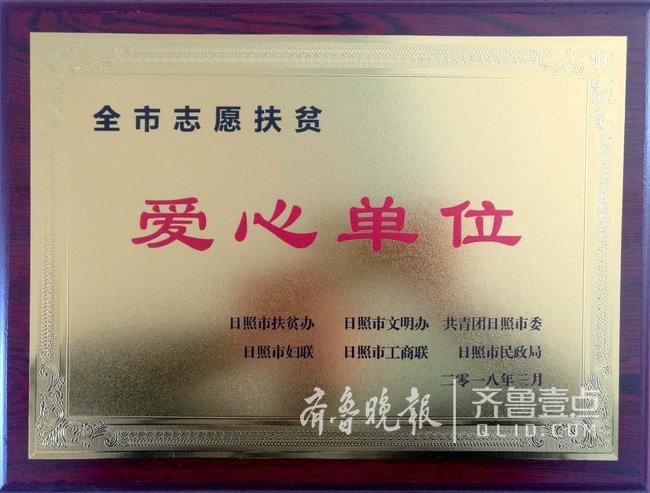 全市志愿扶贫
爱心单位
日照市扶贫办 日照市文明办 共青团日照市委
日照市妇联 日照市工商联 日照市民政局
二零一八年三月
齐鲁晚报 齐鲁壹点
QLID.COM